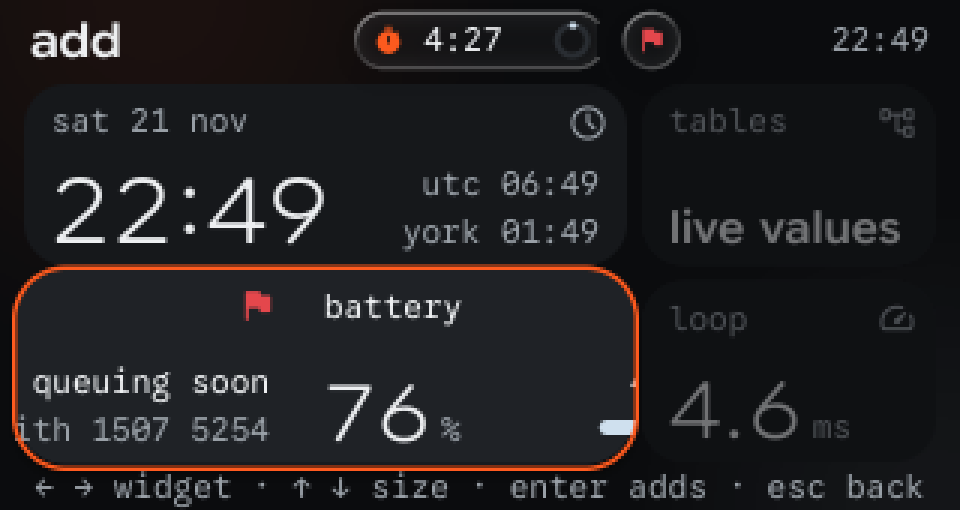 add 4:27 22:49
sat 21 nov
22:49
utc 06:49
york 01:49
tables
live values
battery
queuing soon
ith 1507 5254
76 %
loop
4.6 ms
← → widget · ↑ ↓ size · enter adds · esc back